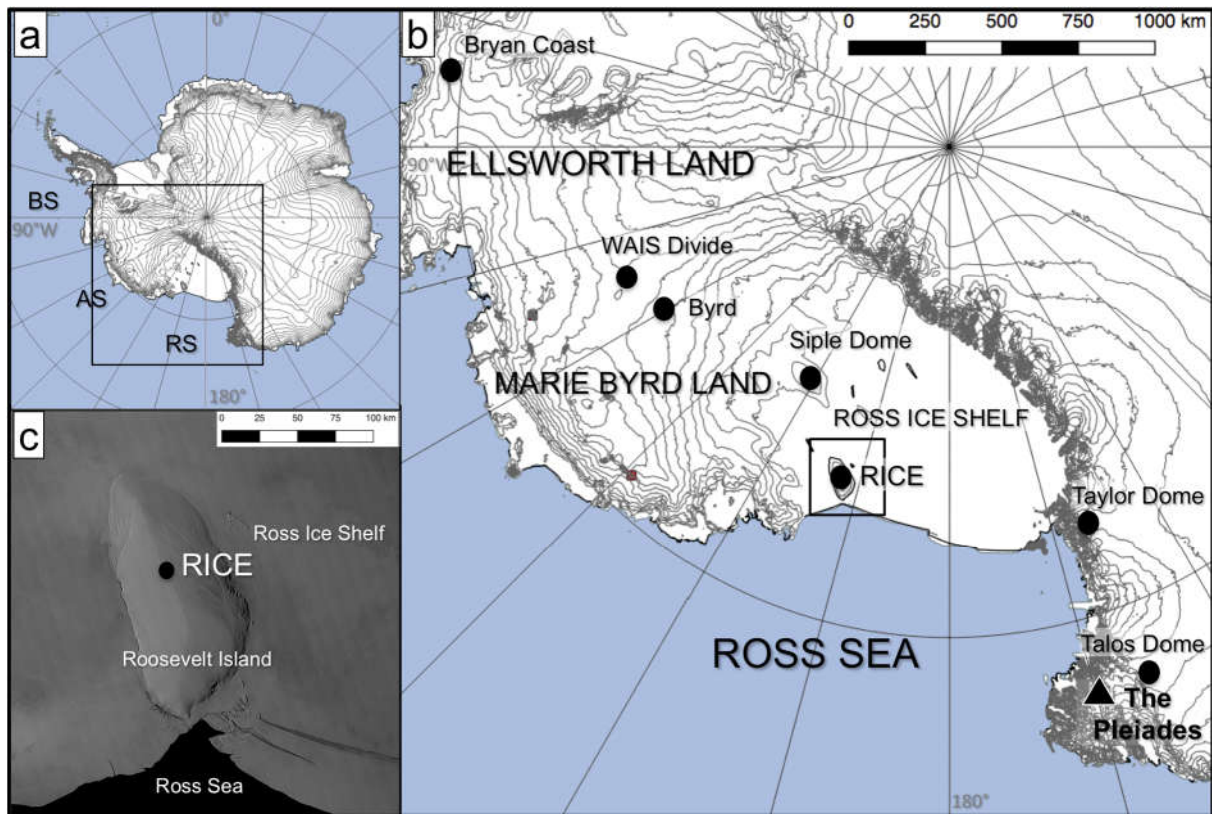 a
0°
BS
90°W
AS
RS
180°
b
0 250 500 750 1000 km
Bryan Coast
90°W
ELLSWORTH LAND
WAIS Divide
Byrd
Siple Dome
MARIE BYRD LAND
ROSS ICE SHELF
RICE
Taylor Dome
ROSS SEA
Talos Dome
The
Pleiades
180°
c
0 25 50 75 100 km
Ross Ice Shelf
RICE
Roosevelt Island
Ross Sea